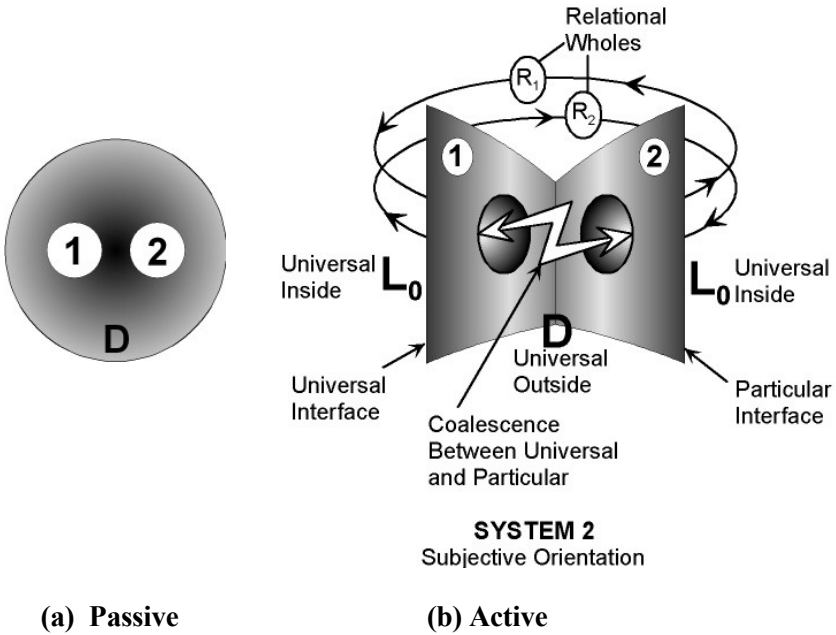 Relational
Wholes
R1
R2
1
2
1 2
D
Universal
Inside
L0
L0
Universal
Inside
D
Universal
Outside
Universal
Interface
Particular
Interface
Coalescence
Between Universal
and Particular
SYSTEM 2
Subjective Orientation
(a) Passive
(b) Active